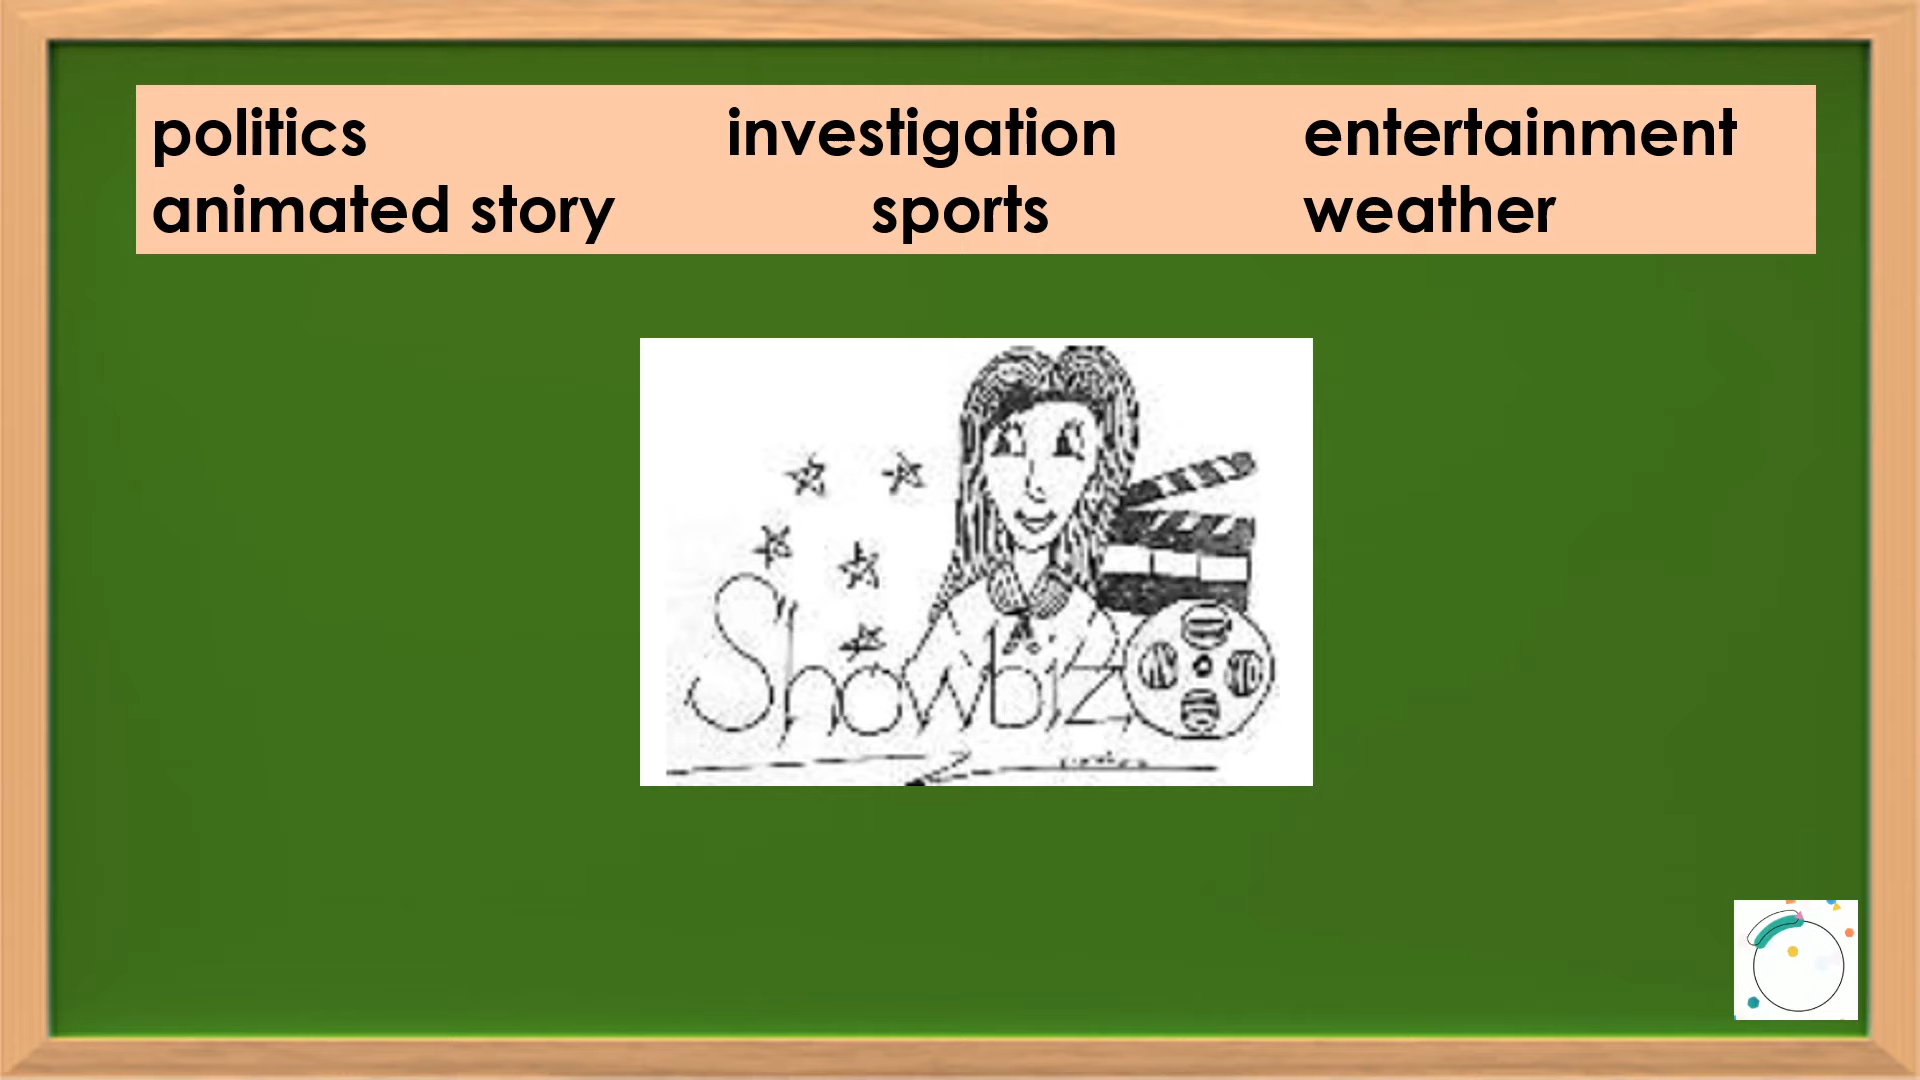 politics investigation entertainment
animated story sports weather
Showbiz